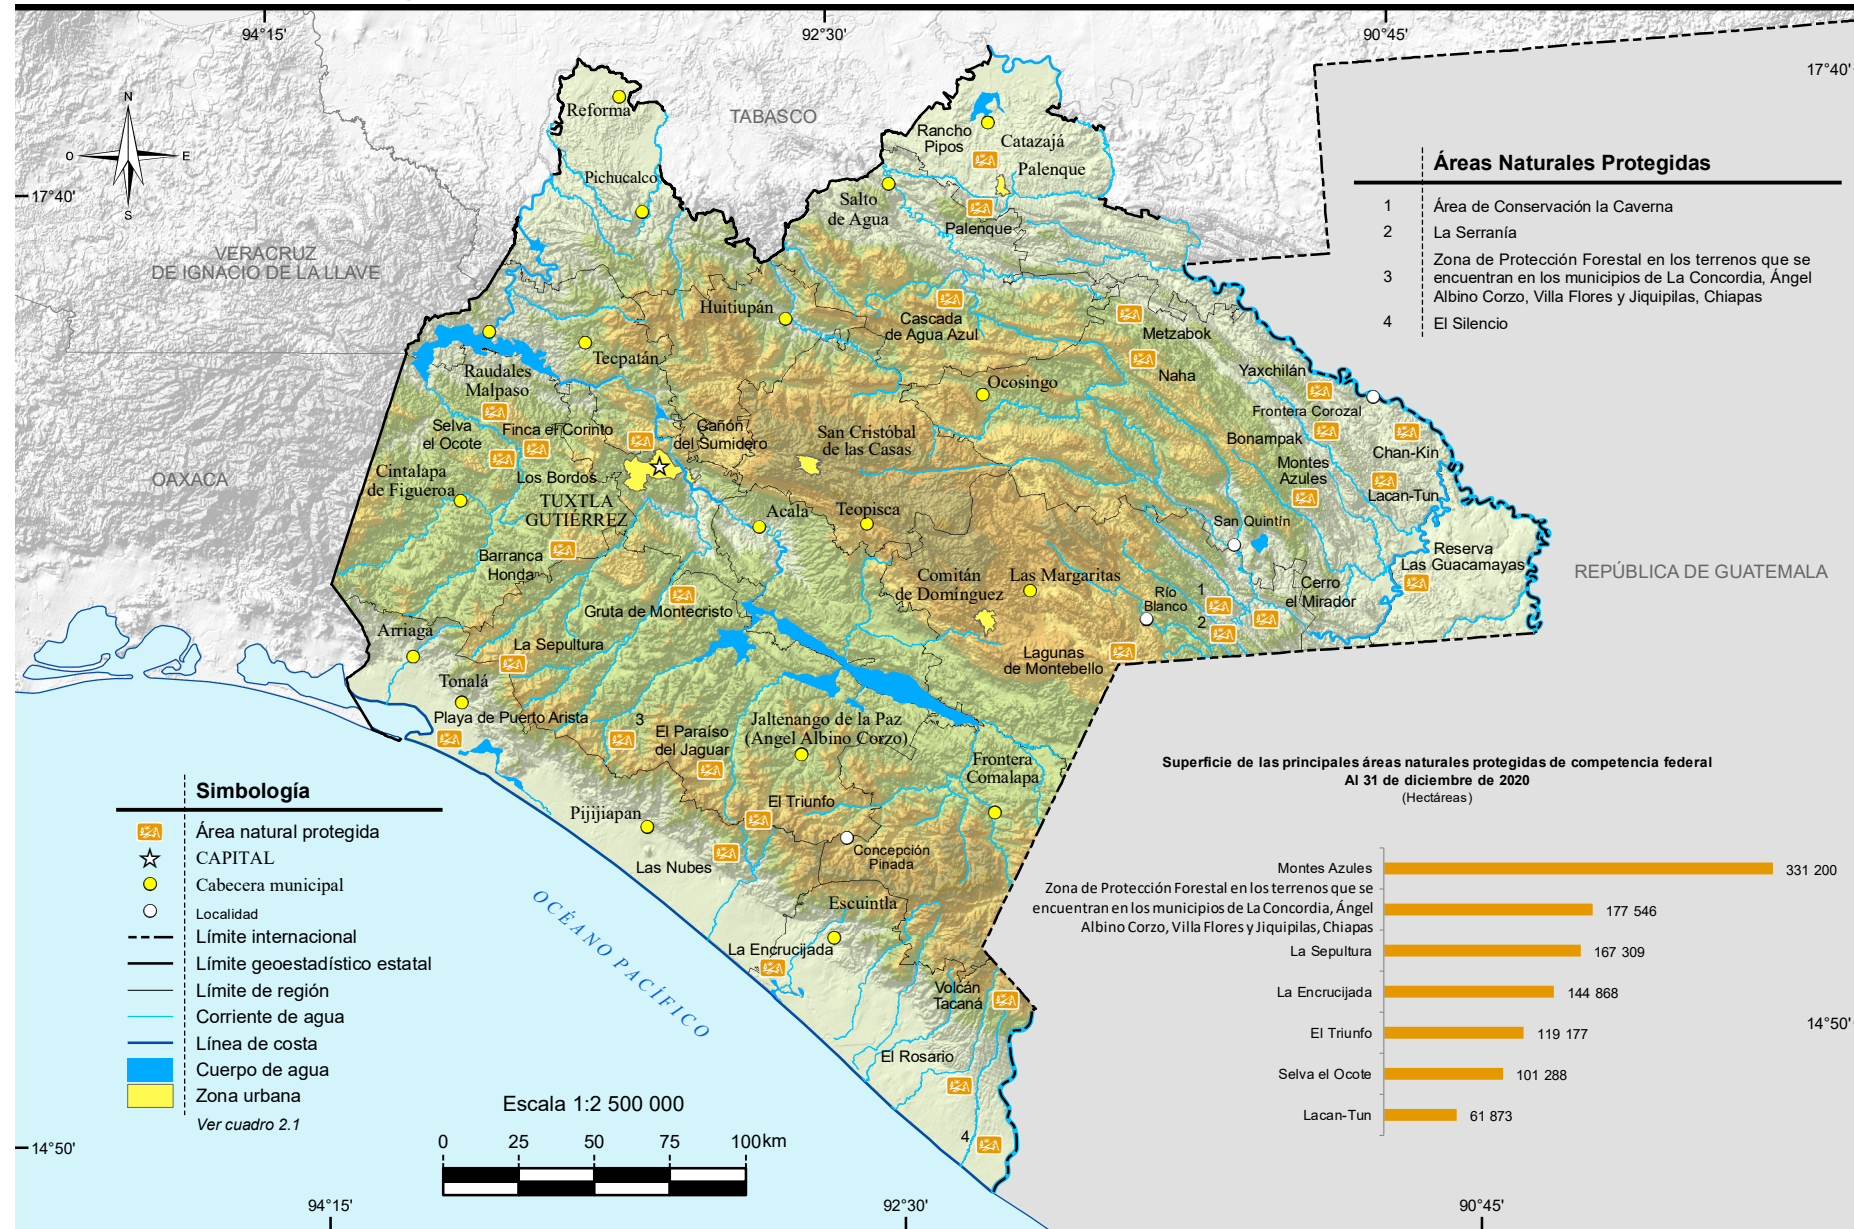 94°15'
92°30'
90°45'
17°40'
N
O
E
S
17°40'
TABASCO
VERACRUZ
DE IGNACIO DE LA LLAVE
OAXACA
REPÚBLICA DE GUATEMALA
Reforma
Pichucalco
Rancho
Pipos
Catazajá
Palenque
Salto
de Agua
Palenque
Huitiupán
Cascada
de Agua Azul
Metzabok
Naha
Tecpatán
Raudales
Malpaso
Ocosingo
Yaxchilán
Frontera Corozal
Bonampak
Chan-Kin
Montes
Azules
Lacan-Tun
Selva
el Ocote
Finca el Corinto
Cañón
del Sumidero
San Cristóbal
de las Casas
Cintalapa
de Figueroa
Los Bordos
TUXTLA
GUTIÉRREZ
Acala
Teopisca
San Quintín
Reserva
Las Guacamayas
Barranca
Honda
Gruta de Montecristo
Comitán
de Domínguez
Las Margaritas
Río
Blanco
1
2
Cerro
el Mirador
Arriaga
La Sepultura
Lagunas
de Montebello
Tonalá
Playa de Puerto Arista
3
El Paraíso
del Jaguar
Jaltenango de la Paz
(Angel Albino Corzo)
Frontera
Comalapa
El Triunfo
Pijijiapan
Las Nubes
Concepción
Pinada
Escuintla
La Encrucijada
Volcán
Tacaná
El Rosario
4
OCÉANO PACÍFICO
Áreas Naturales Protegidas
1 Área de Conservación la Caverna
2 La Serranía
Zona de Protección Forestal en los terrenos que se
3 encuentran en los municipios de La Concordia, Ángel
Albino Corzo, Villa Flores y Jiquipilas, Chiapas
4 El Silencio
Simbología
Área natural protegida
CAPITAL
Cabecera municipal
Localidad
Límite internacional
Límite geoestadístico estatal
Límite de región
Corriente de agua
Línea de costa
Cuerpo de agua
Zona urbana
Ver cuadro 2.1
Escala 1:2 500 000
0 25 50 75 100km
Superficie de las principales áreas naturales protegidas de competencia federal
Al 31 de diciembre de 2020
(Hectáreas)
Montes Azules 331 200
Zona de Protección Forestal en los terrenos que se
encuentran en los municipios de La Concordia, Ángel 177 546
Albino Corzo, Villa Flores y Jiquipilas, Chiapas
La Sepultura 167 309
La Encrucijada 144 868
El Triunfo 119 177
Selva el Ocote 101 288
Lacan-Tun 61 873
14°50'
14°50'
94°15'
92°30'
90°45'